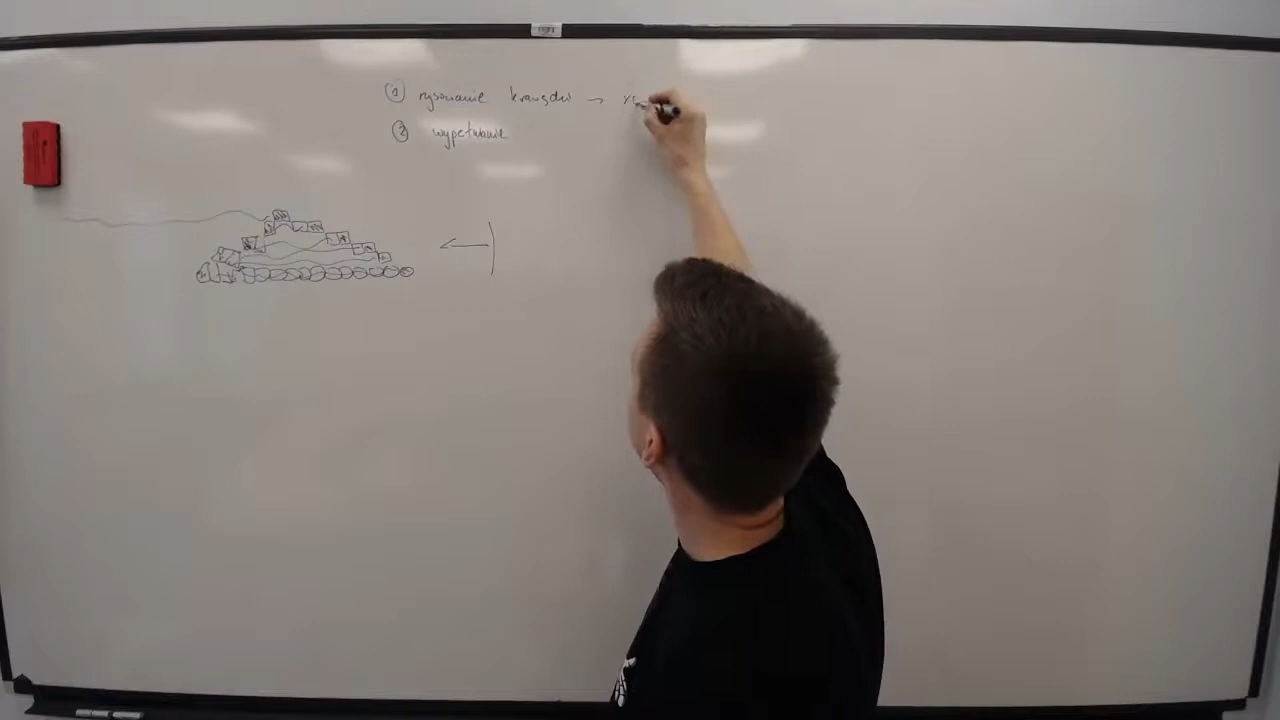 ① rysowanie krawędzi →
② wypełnianie